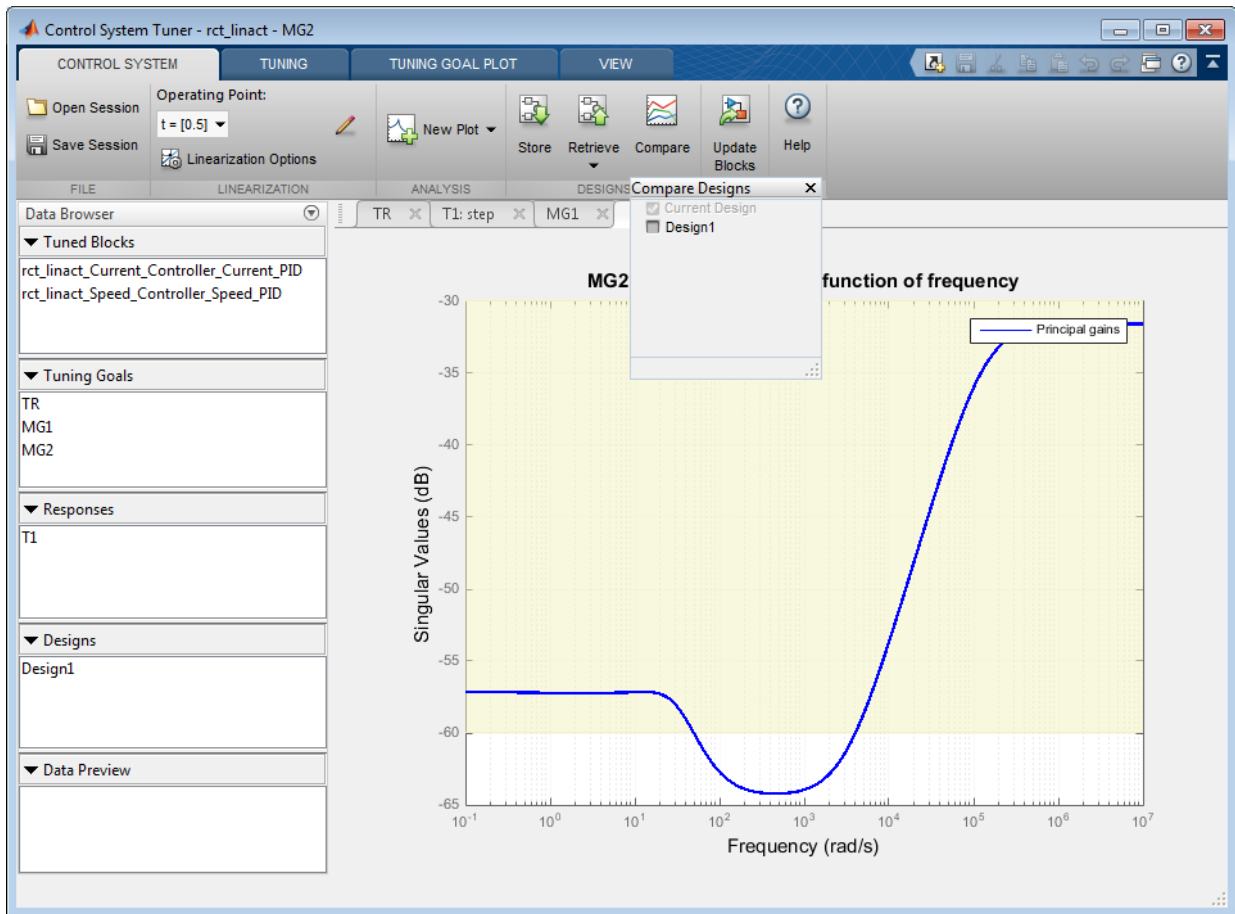 Control System Tuner - rct_linact - MG2
CONTROL SYSTEM TUNING TUNING GOAL PLOT VIEW
Open Session
Save Session
Operating Point:
t = [0.5]
Linearization Options
New Plot
Store
Retrieve
Compare
Update
Blocks
Help
FILE LINEARIZATION ANALYSIS DESIGNS
Compare Designs
Current Design
Design1
Data Browser
Tuned Blocks
rct_linact_Current_Controller_Current_PID
rct_linact_Speed_Controller_Speed_PID
Tuning Goals
TR
MG1
MG2
Responses
T1
Designs
Design1
Data Preview
TR T1: step MG1
MG2 function of frequency
Principal gains
Singular Values (dB)
-30
-35
-40
-45
-50
-55
-60
-65
10^-1 10^0 10^1 10^2 10^3 10^4 10^5 10^6 10^7
Frequency (rad/s)